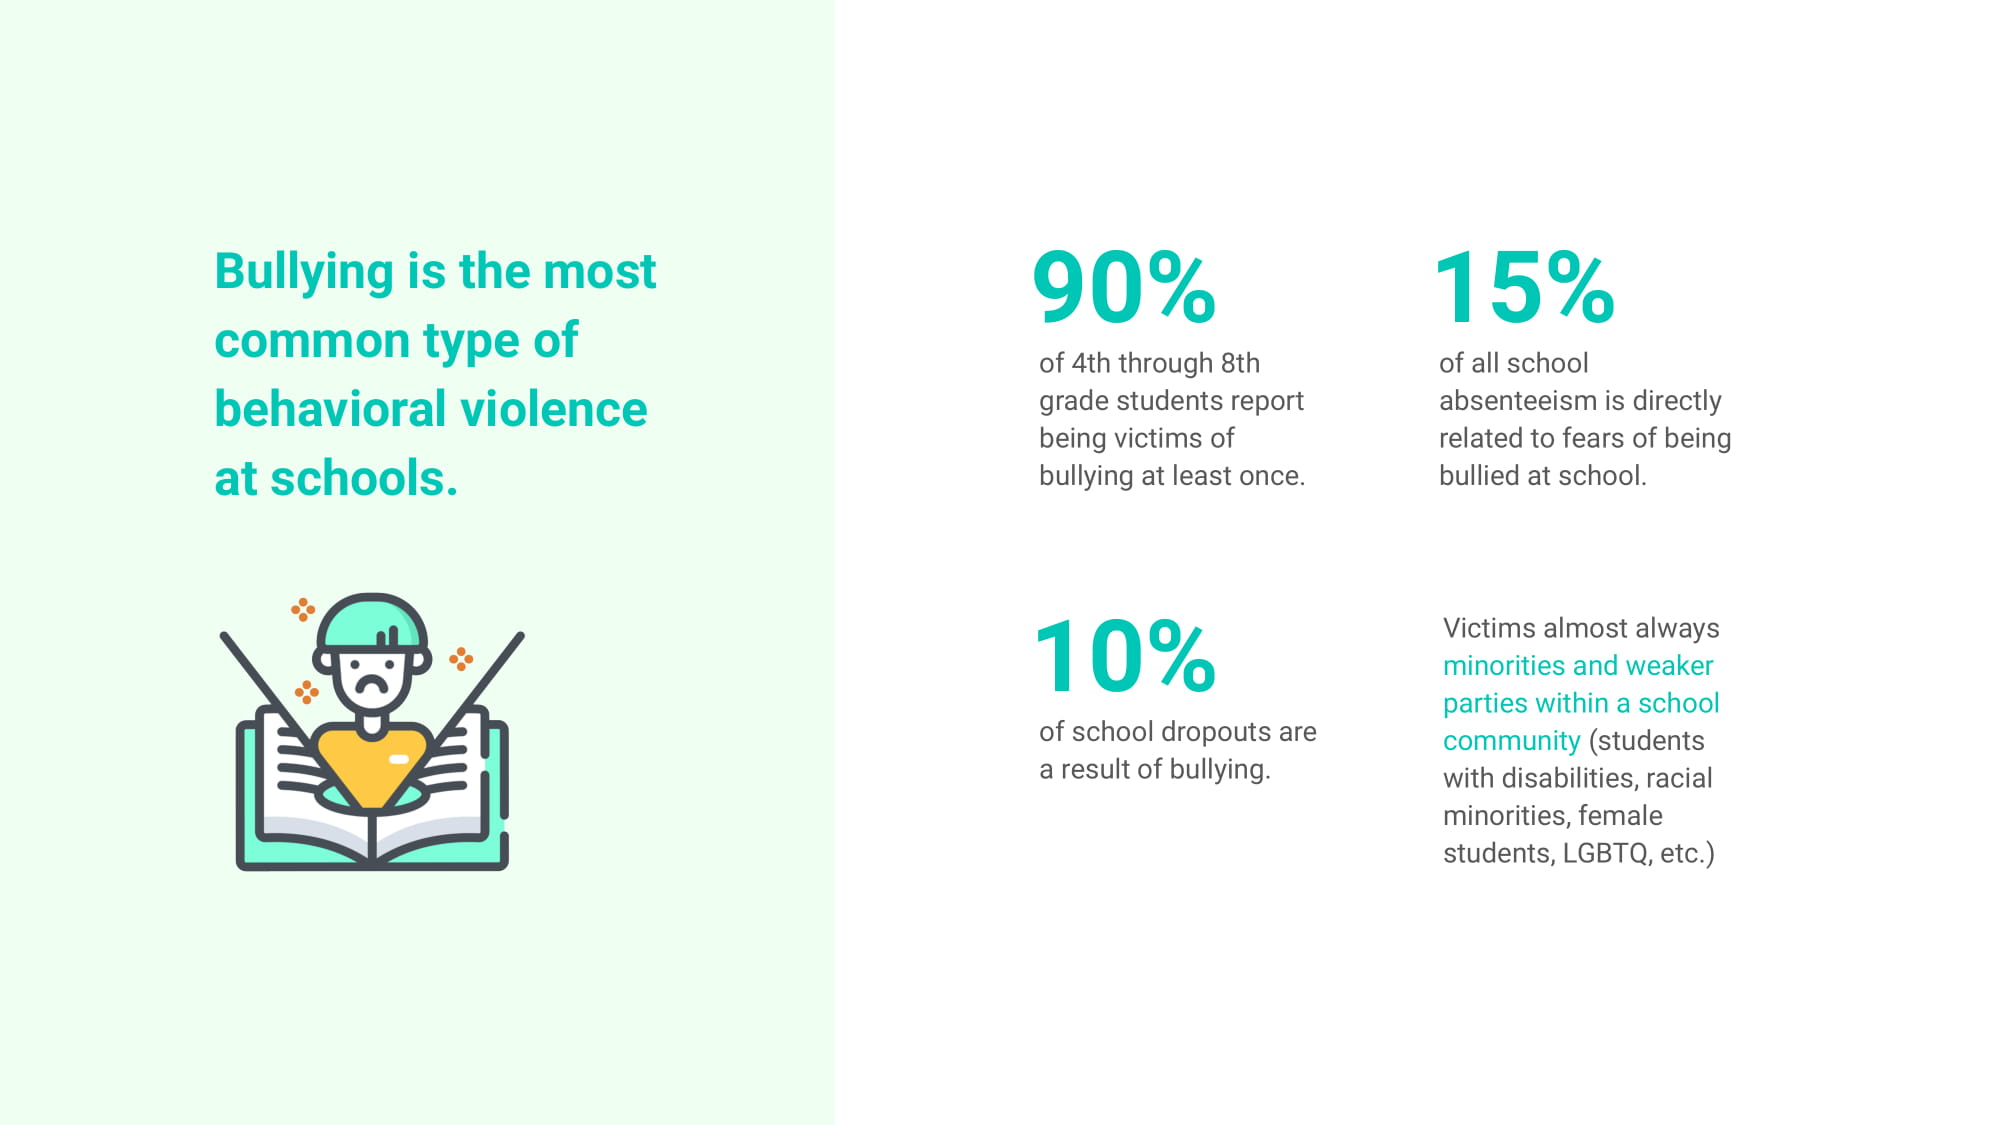 Bullying is the most
common type of
behavioral violence
at schools.
90%
of 4th through 8th
grade students report
being victims of
bullying at least once.
15%
of all school
absenteeism is directly
related to fears of being
bullied at school.
10%
of school dropouts are
a result of bullying.
Victims almost always
minorities and weaker
parties within a school
community (students
with disabilities, racial
minorities, female
students, LGBTQ, etc.)